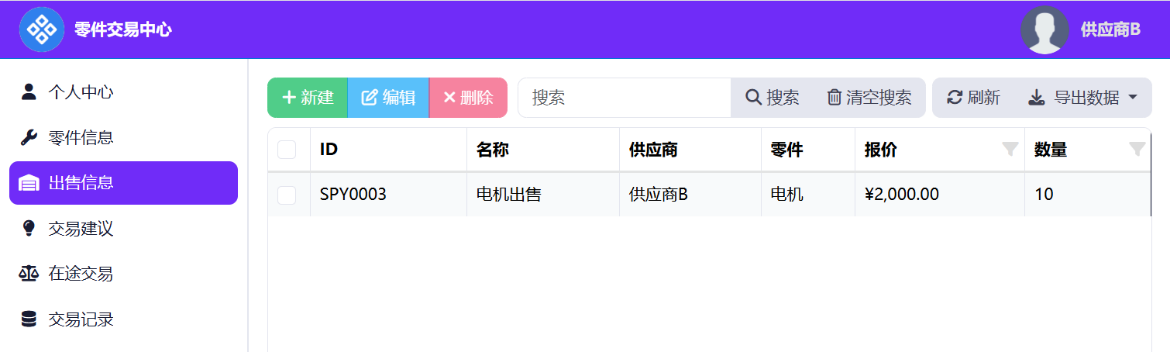 零件交易中心 供应商B
个人中心
零件信息
出售信息
交易建议
在途交易
交易记录
新建 编辑 删除 搜索 搜索 清空搜索 刷新 导出数据
ID 名称 供应商 零件 报价 数量
SPY0003 电机出售 供应商B 电机 ¥2,000.00 10